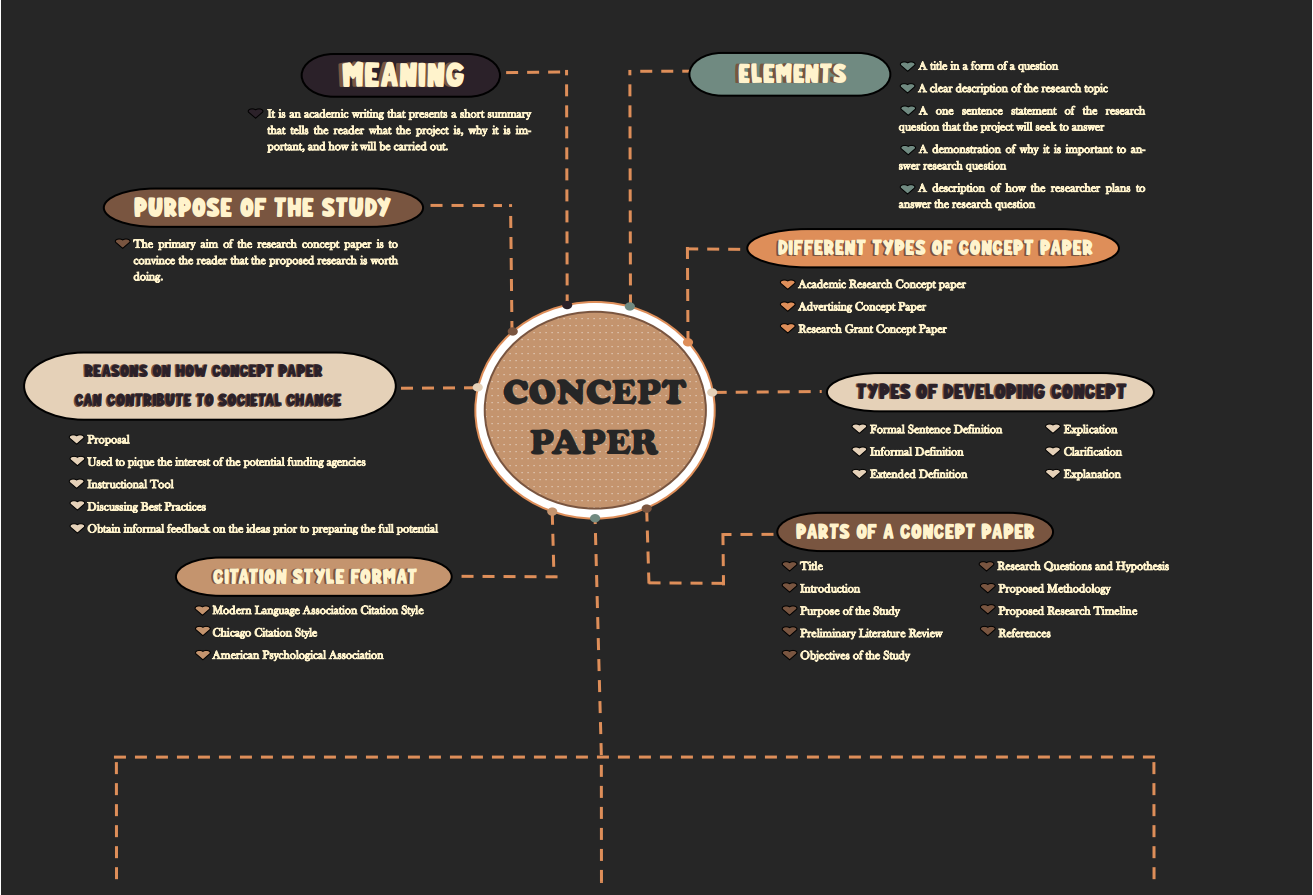 MEANING
It is an academic writing that presents a short summary
that tells the reader what the project is, why it is im-
portant, and how it will be carried out.
ELEMENTS
A title in a form of a question
A clear description of the research topic
A one sentence statement of the research
question that the project will seek to answer
A demonstration of why it is important to an-
swer research question
A description of how the researcher plans to
answer the research question
PURPOSE OF THE STUDY
The primary aim of the research concept paper is to
convince the reader that the proposed research is worth
doing.
DIFFERENT TYPES OF CONCEPT PAPER
Academic Research Concept paper
Advertising Concept Paper
Research Grant Concept Paper
REASONS ON HOW CONCEPT PAPER
CAN CONTRIBUTE TO SOCIETAL CHANGE
Proposal
Used to pique the interest of the potential funding agencies
Instructional Tool
Discussing Best Practices
Obtain informal feedback on the ideas prior to preparing the full potential
CONCEPT
PAPER
TYPES OF DEVELOPING CONCEPT
Formal Sentence Definition
Informal Definition
Extended Definition
Explication
Clarification
Explanation
CITATION STYLE FORMAT
Modern Language Association Citation Style
Chicago Citation Style
American Psychological Association
PARTS OF A CONCEPT PAPER
Title
Introduction
Purpose of the Study
Preliminary Literature Review
Objectives of the Study
Research Questions and Hypothesis
Proposed Methodology
Proposed Research Timeline
References